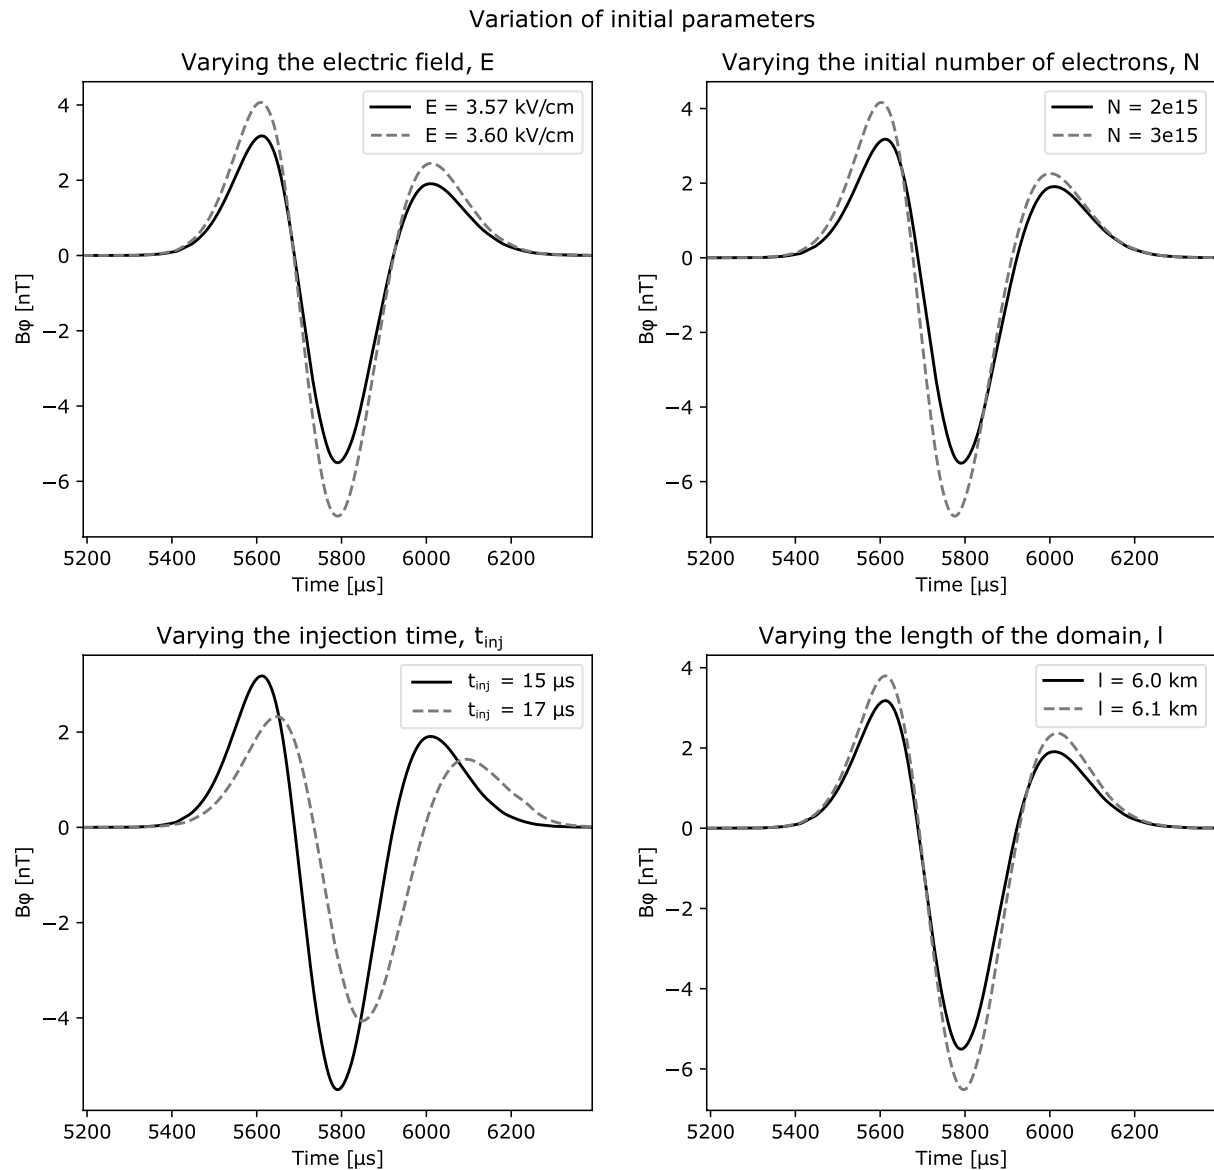 Variation of initial parameters
Varying the electric field, E
E = 3.57 kV/cm
E = 3.60 kV/cm
4
2
0
−2
−4
−6
Bφ [nT]
5200 5400 5600 5800 6000 6200
Time [μs]
Varying the initial number of electrons, N
N = 2e15
N = 3e15
4
2
0
−2
−4
−6
Bφ [nT]
5200 5400 5600 5800 6000 6200
Time [μs]
Varying the injection time, tinj
tinj = 15 μs
tinj = 17 μs
2
0
−2
−4
Bφ [nT]
5200 5400 5600 5800 6000 6200
Time [μs]
Varying the length of the domain, l
l = 6.0 km
l = 6.1 km
4
2
0
−2
−4
−6
Bφ [nT]
5200 5400 5600 5800 6000 6200
Time [μs]